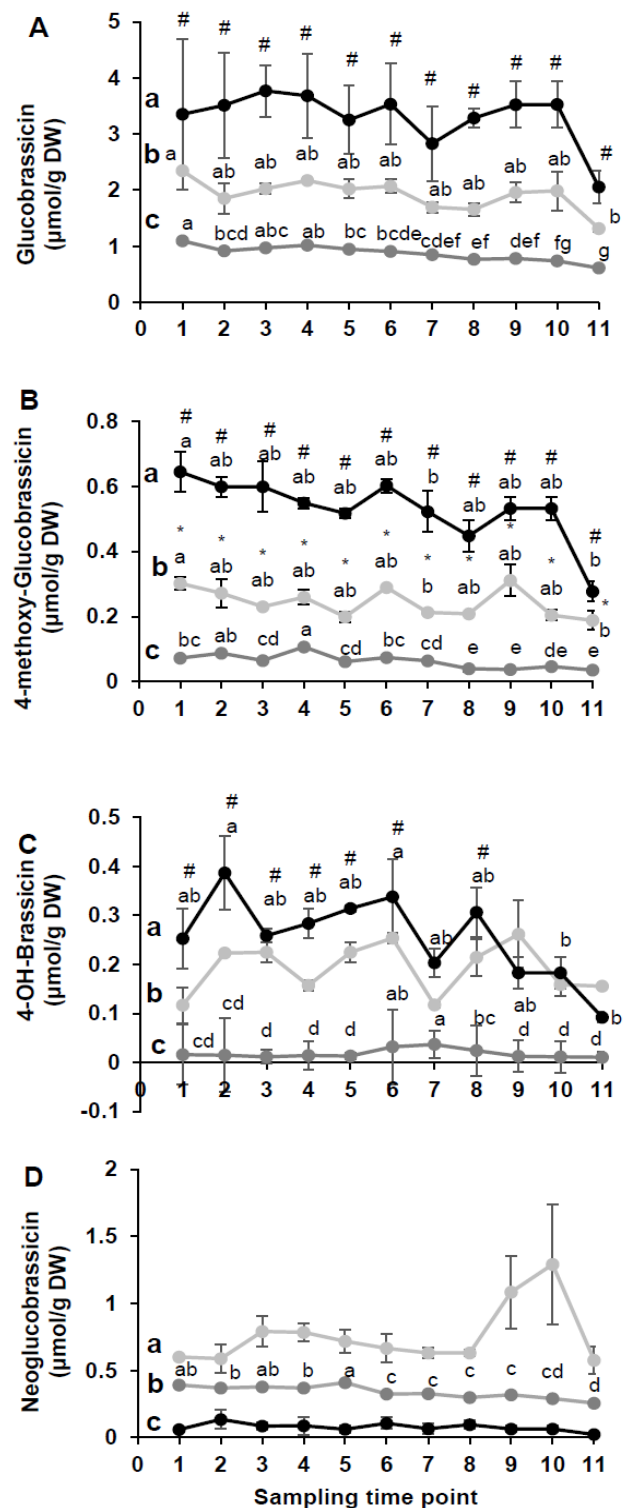 A
Glucobrassicin
(μmol/g DW)
5
4
3
2
1
0
# # # # # # # # # # #
a
b
c
a ab ab ab ab ab ab ab ab ab b
a bcd abc ab bc bcde cdef ef def fg g
0 1 2 3 4 5 6 7 8 9 10 11
B
4-methoxy-Glucobrassicin
(μmol/g DW)
0.8
0.6
0.4
0.2
0
# # # # # # # # # # #
a ab ab ab ab ab b ab ab ab b
a
* * * * * * * * * * *
b
a ab ab ab ab ab b ab ab ab b
c
bc ab cd a cd bc cd e e de e
0 1 2 3 4 5 6 7 8 9 10 11
C
4-OH-Brassicin
(μmol/g DW)
0.5
0.4
0.3
0.2
0.1
0
-0.1
# # # # # # #
ab a ab ab ab a ab ab b b
a
b
c
cd cd d d d ab a bc ab d d d
0 1 2 3 4 5 6 7 8 9 10 11
D
Neoglucobrassicin
(μmol/g DW)
2
1.5
1
0.5
0
a
b
c
ab b ab b a c c c c cd d
0 1 2 3 4 5 6 7 8 9 10 11
Sampling time point